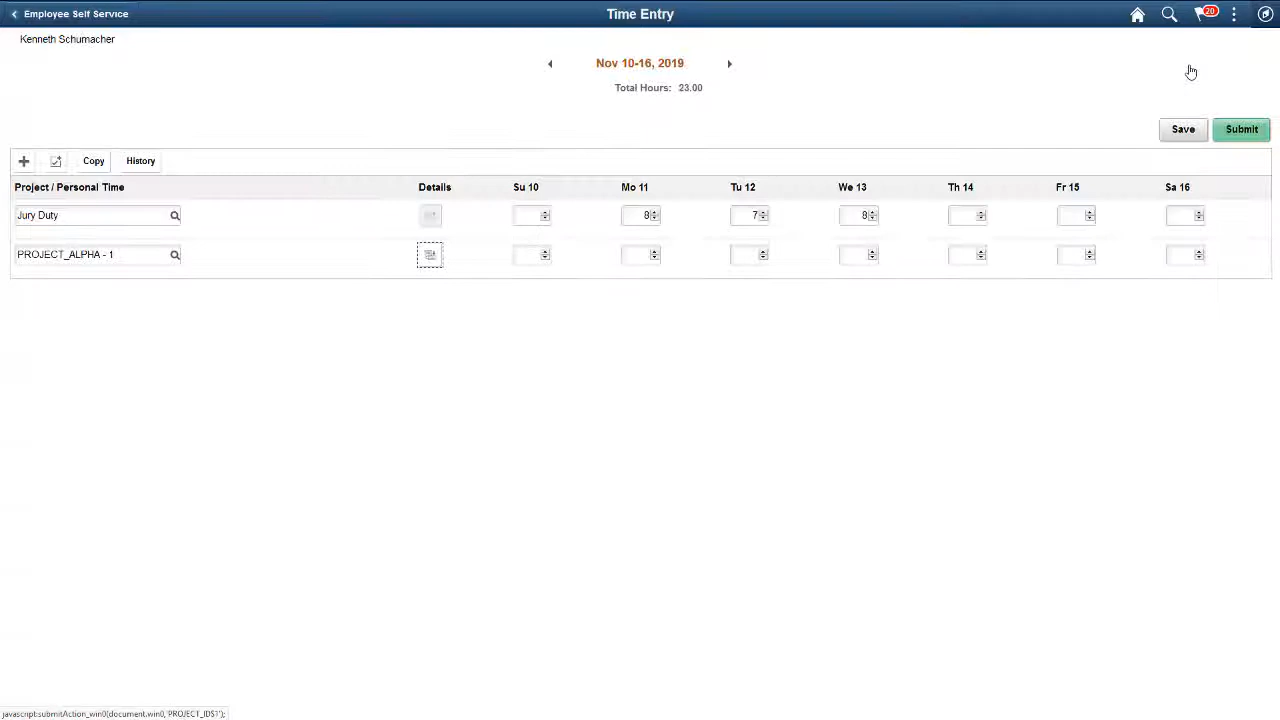 Employee Self Service
Time Entry
20
Kenneth Schumacher
Nov 10-16, 2019
Total Hours: 23.00
Save
Submit
Copy
History
Project / Personal Time Details Su 10 Mo 11 Tu 12 We 13 Th 14 Fr 15 Sa 16
Jury Duty 8 7 8
PROJECT_ALPHA - 1
javascript:submitAction_win0(document.win0,'PROJECT_ID$1');